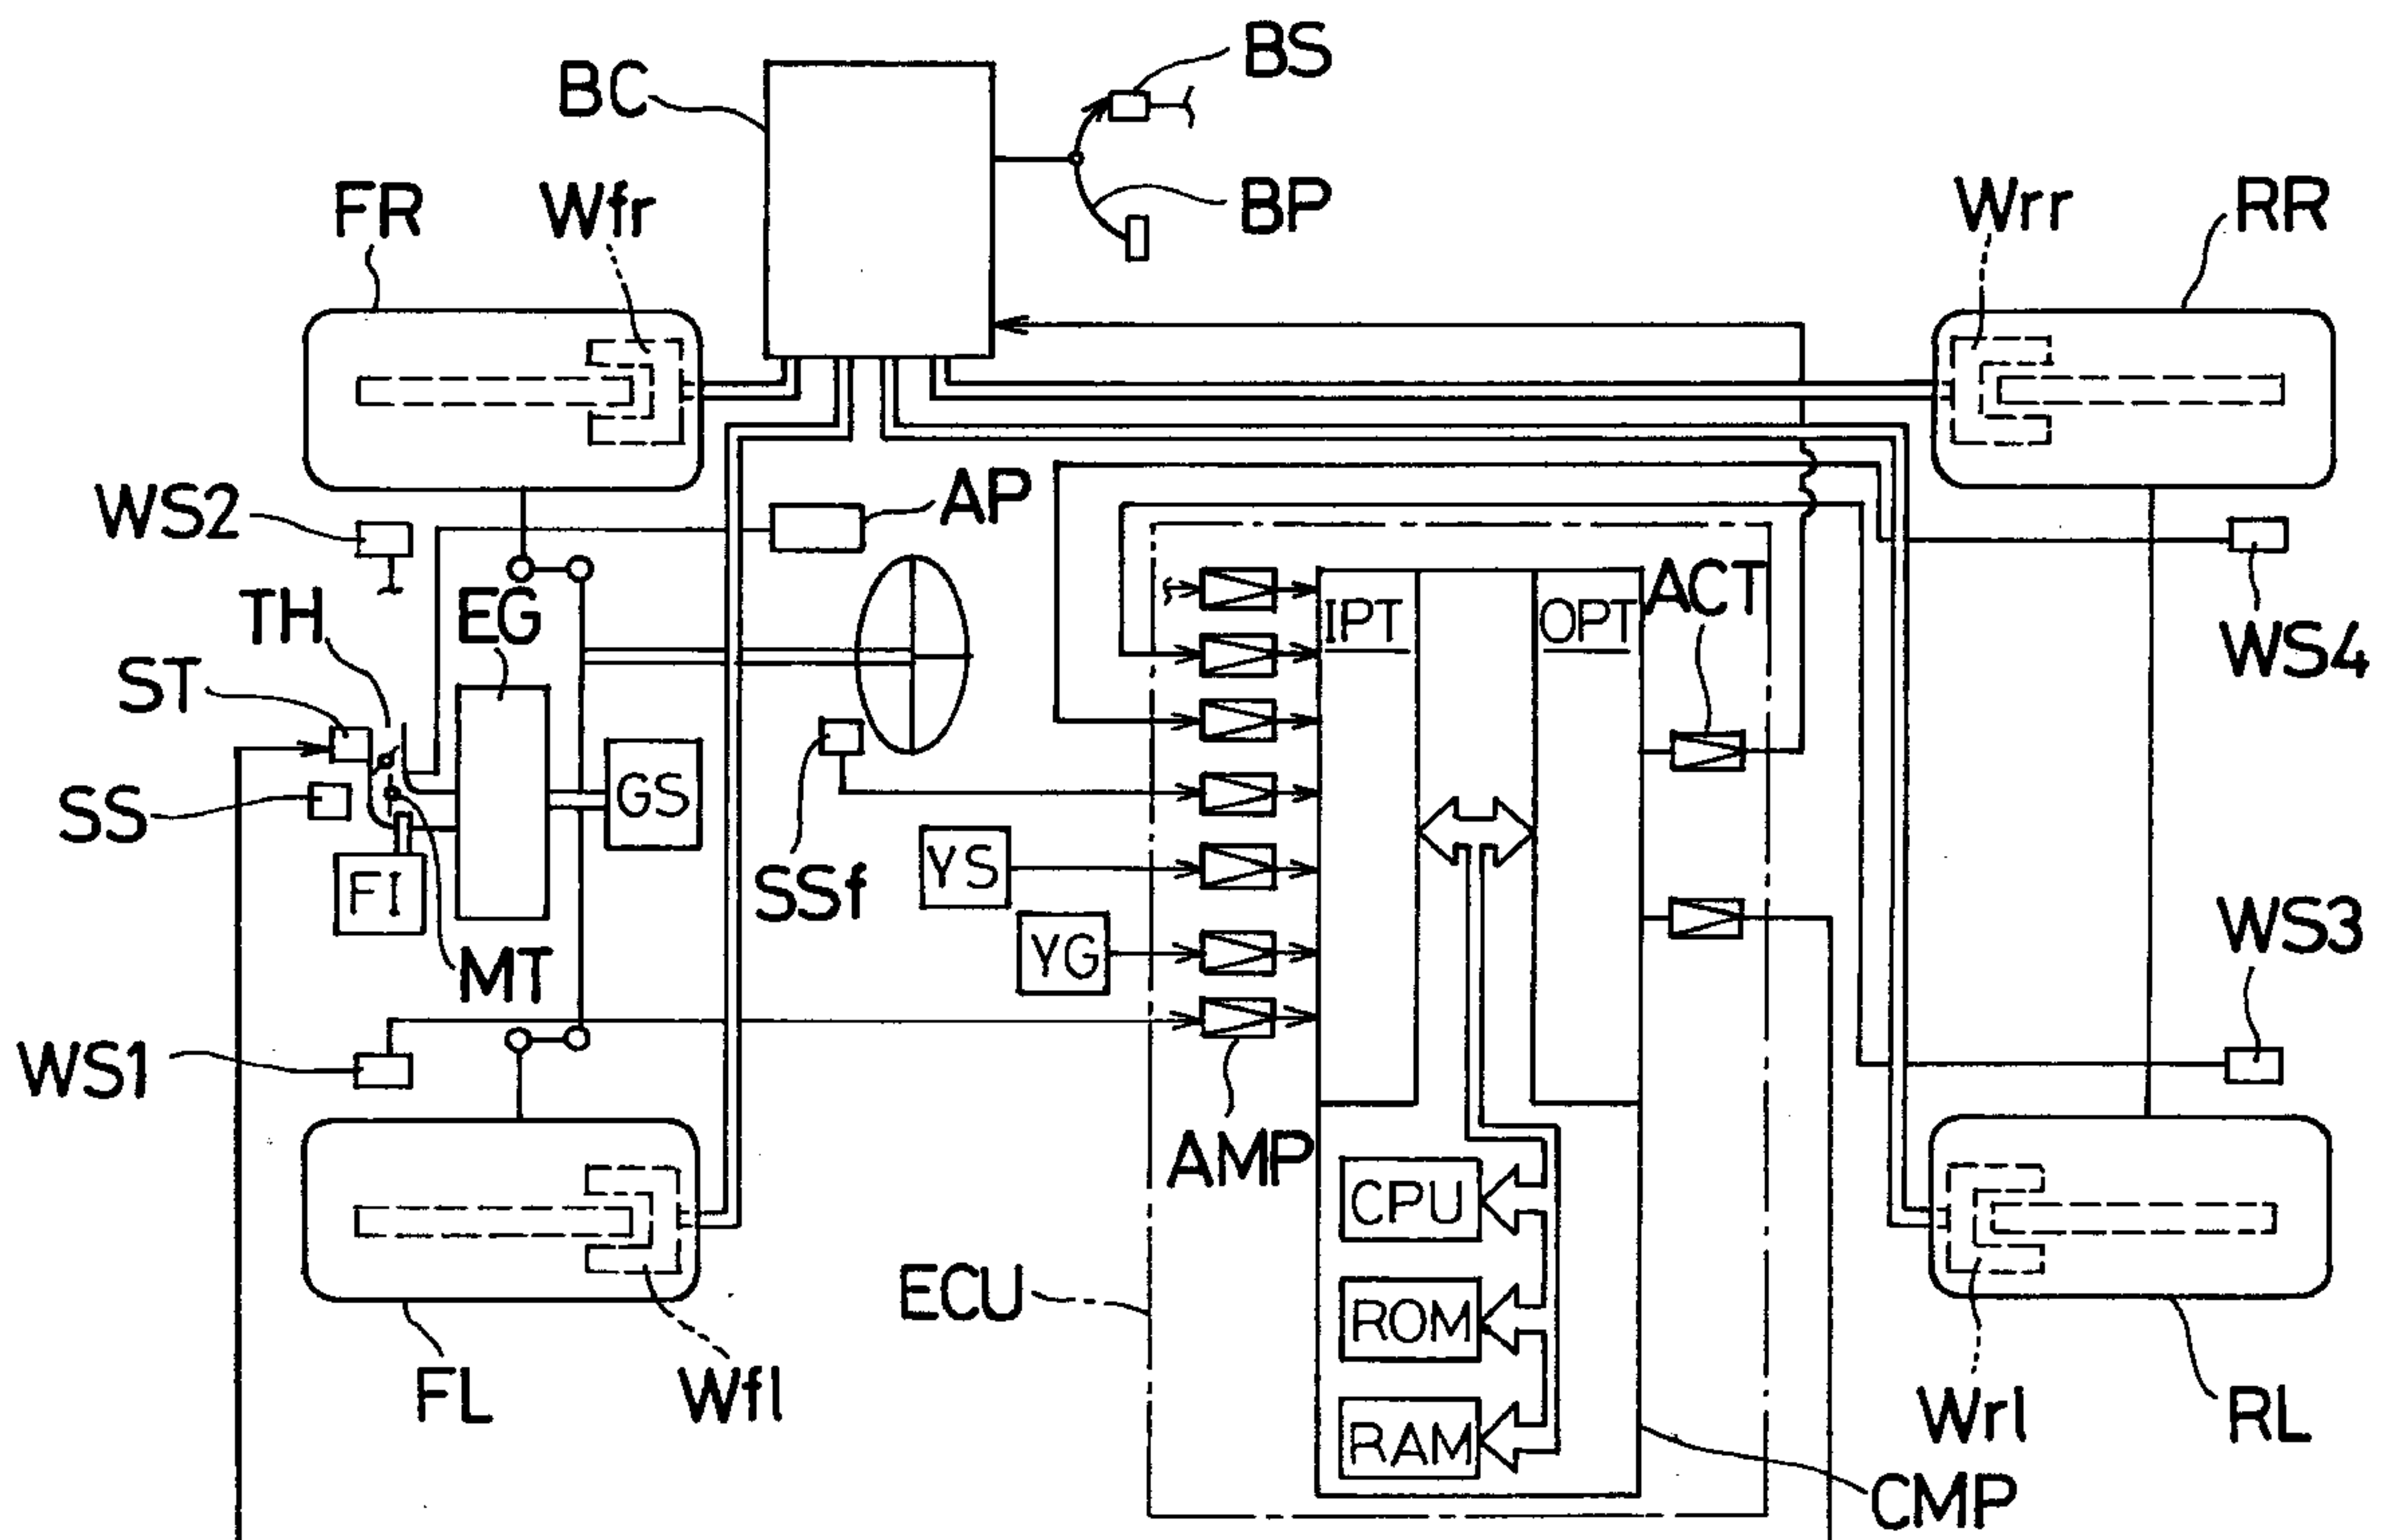 BS
BC
FR
Wfr
BP
Wrr
RR
WS2
AP
TH
EG
IPT
OPT
ACT
WS4
ST
SS
GS
FI
SSf
YS
YG
MT
WS3
WS1
AMP
CPU
ECU
ROM
FL
Wfl
RAM
Wrl
RL
CMP